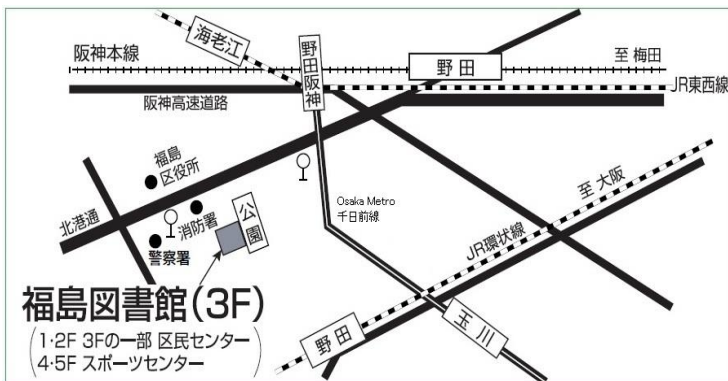 海老江
阪神本線
野田阪神
野田
至 梅田
JR東西線
阪神高速道路
福島
区役所
北港通
消防署
警察署
公園
Osaka Metro
千日前線
至 大阪
JR環状線
玉川
野田
福島図書館(3F)
(1・2F 3Fの一部 区民センター
4・5F スポーツセンター)